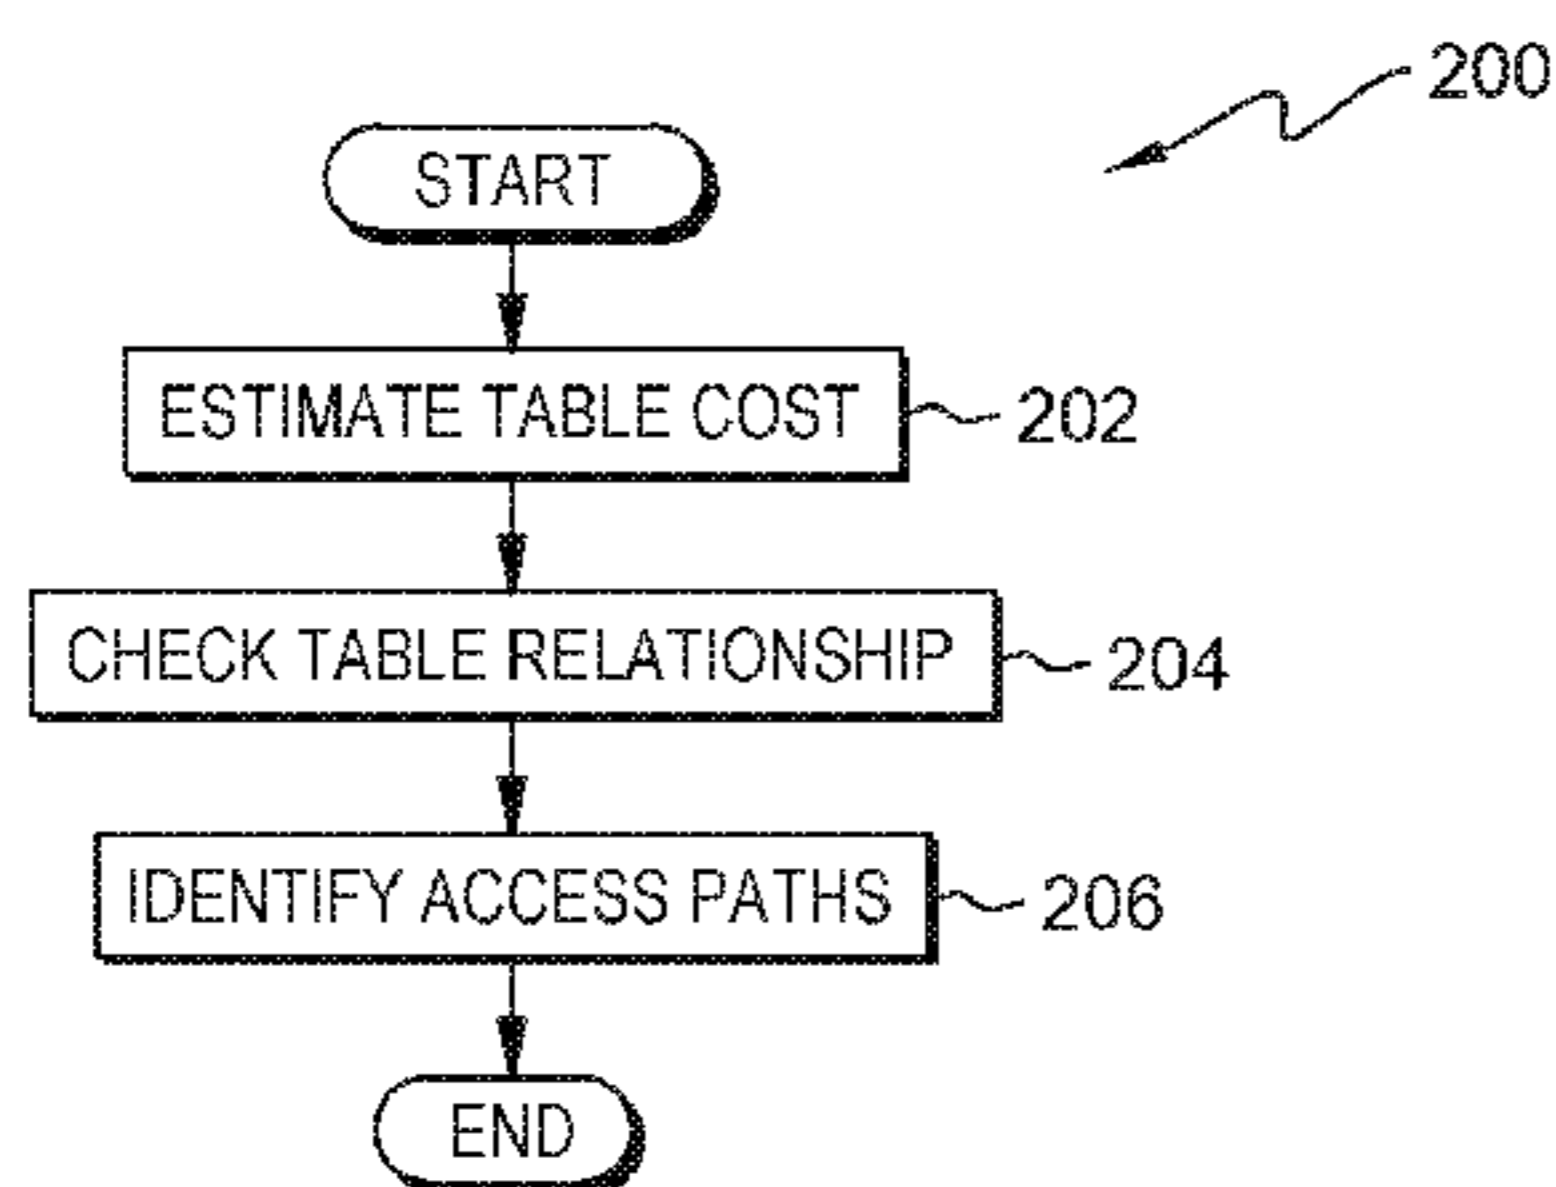 200
START
ESTIMATE TABLE COST 202
CHECK TABLE RELATIONSHIP 204
IDENTIFY ACCESS PATHS 206
END